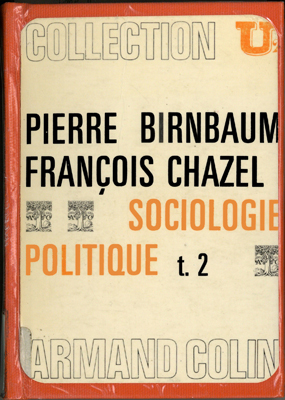 COLLECTION U
PIERRE BIRNBAUM
FRANÇOIS CHAZEL
SOCIOLOGIE
POLITIQUE t. 2
ARMAND COLIN